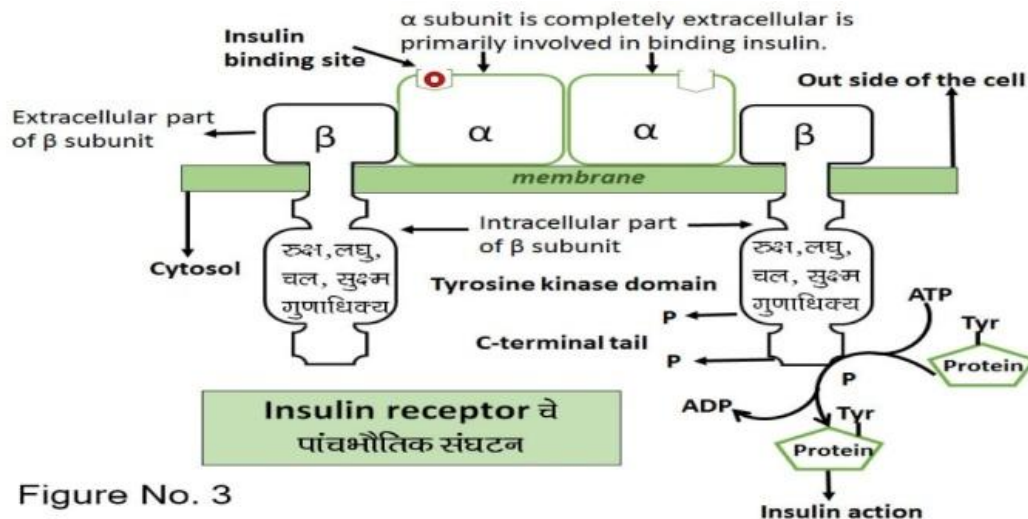 α subunit is completely extracellular is
primarily involved in binding insulin.
Insulin
binding site
Out side of the cell
Extracellular part
of β subunit
β
α
α
β
membrane
Intracellular part
of β subunit
Cytosol
रुक्ष,लघु,
चल, सुक्ष्म
गुणाधिक्य
रुक्ष,लघु,
चल, सुक्ष्म
गुणाधिक्य
Tyrosine kinase domain
P
C-terminal tail
P
ATP
Tyr
Protein
P
ADP
Tyr
Protein
Insulin action
Insulin receptor चे
पांचभौतिक संघटन
Figure No. 3